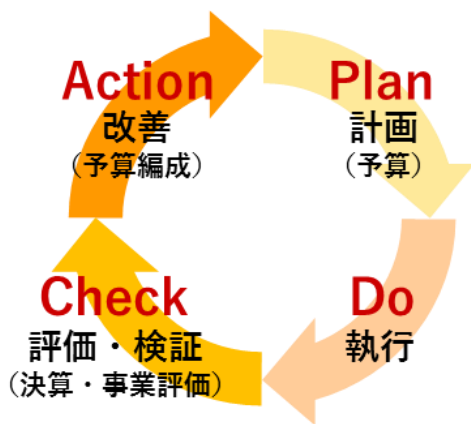 Action
改善
（予算編成）
Plan
計画
（予算）
Check
評価・検証
（決算・事業評価）
Do
執行